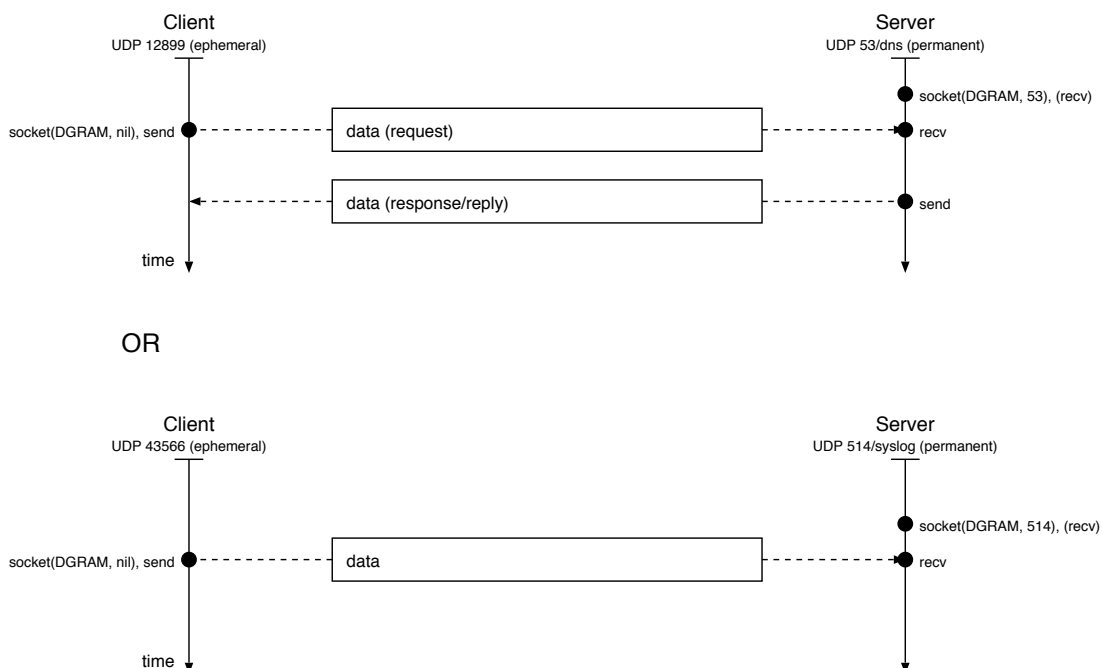 Client
UDP 12899 (ephemeral)
Server
UDP 53/dns (permanent)
socket(DGRAM, 53), (recv)
socket(DGRAM, nil), send
data (request)
recv
data (response/reply)
send
time
OR
Client
UDP 43566 (ephemeral)
Server
UDP 514/syslog (permanent)
socket(DGRAM, 514), (recv)
socket(DGRAM, nil), send
data
recv
time